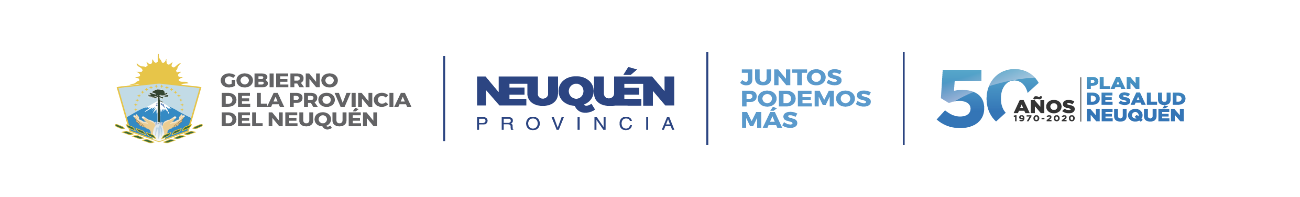 GOBIERNO
DE LA PROVINCIA
DEL NEUQUÉN
NEUQUÉN
PROVINCIA
JUNTOS
PODEMOS
MÁS
50 AÑOS
1970-2020
PLAN
DE SALUD
NEUQUÉN